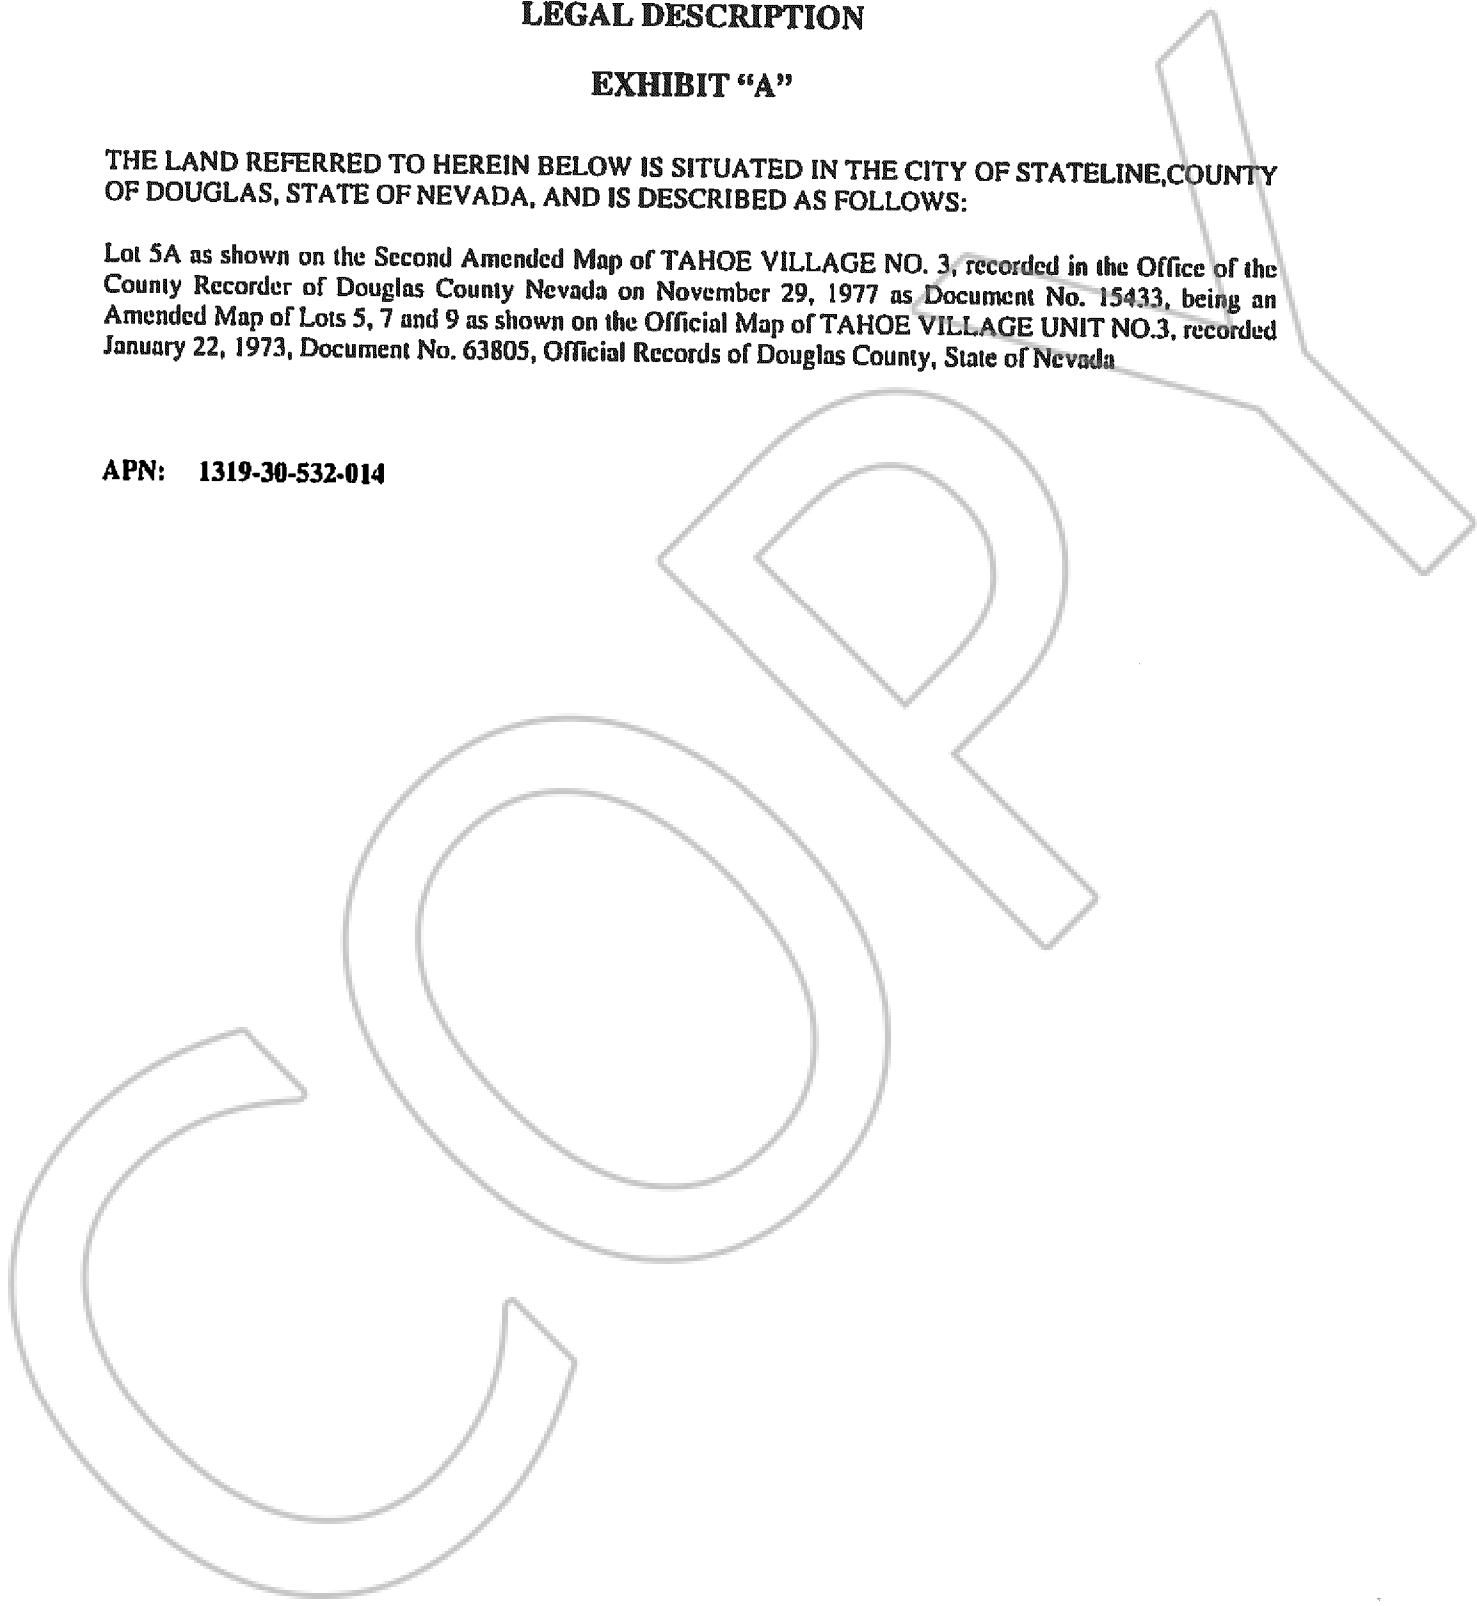 LEGAL DESCRIPTION
EXHIBIT “A”
THE LAND REFERRED TO HEREIN BELOW IS SITUATED IN THE CITY OF STATELINE,COUNTY
OF DOUGLAS, STATE OF NEVADA, AND IS DESCRIBED AS FOLLOWS:
Lot 5A as shown on the Second Amended Map of TAHOE VILLAGE NO. 3, recorded in the Office of the
County Recorder of Douglas County Nevada on November 29, 1977 as Document No. 15433, being an
Amended Map of Lots 5, 7 and 9 as shown on the Official Map of TAHOE VILLAGE UNIT NO.3, recorded
January 22, 1973, Document No. 63805, Official Records of Douglas County, State of Nevada
APN: 1319-30-532-014
COPY